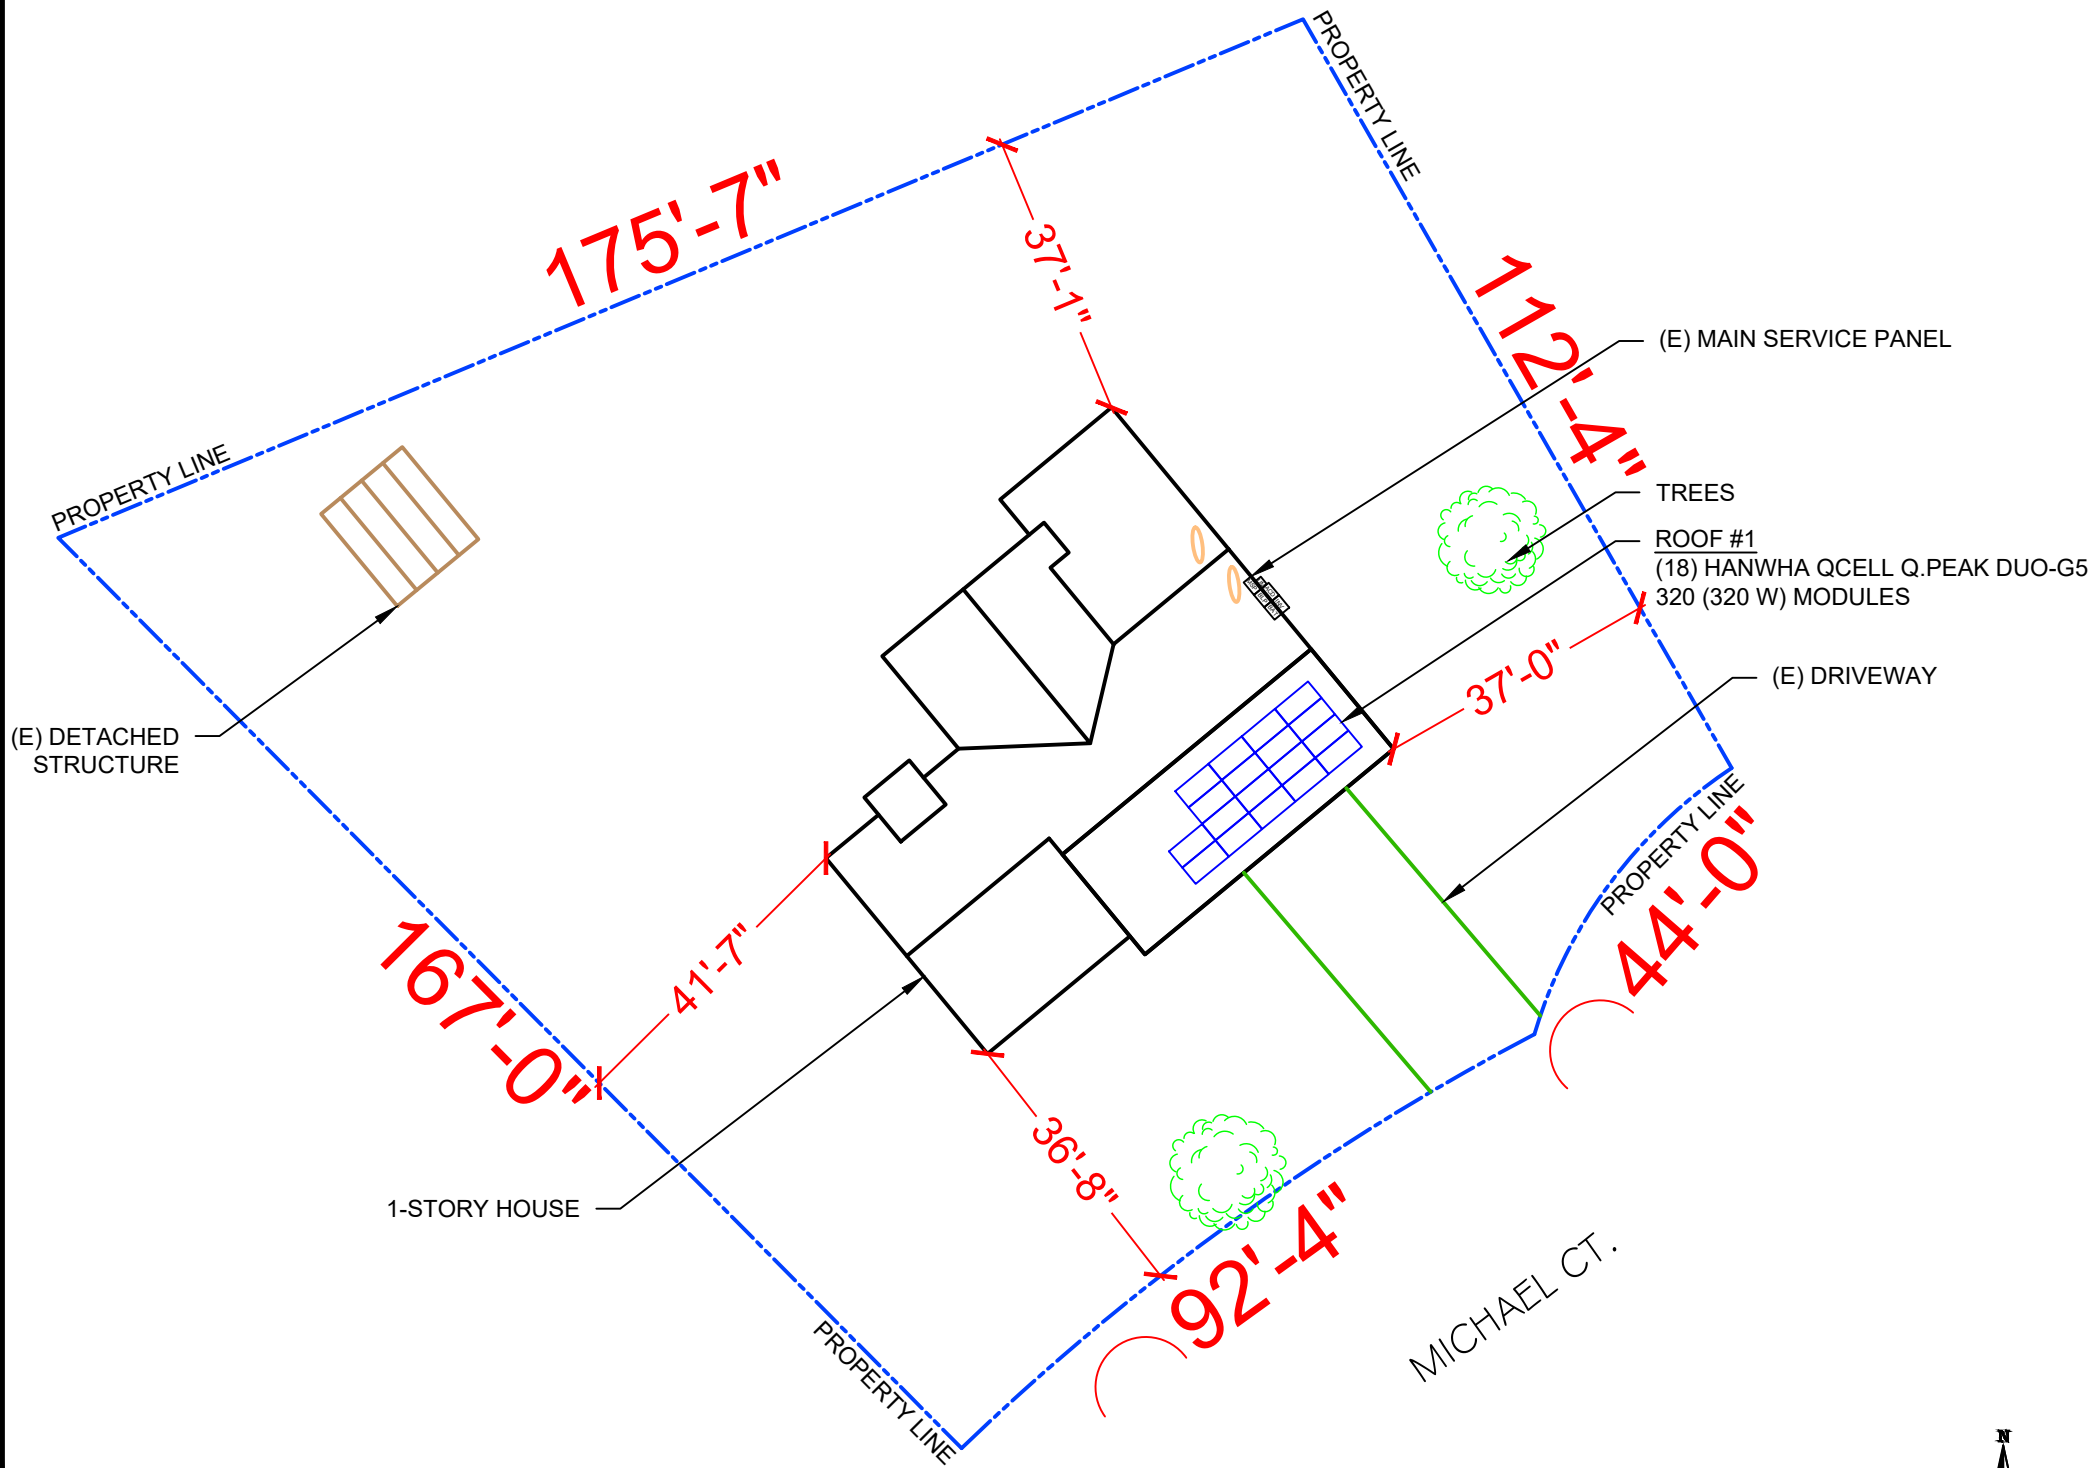 PROPERTY LINE
175'-7"
37'-1"
112'-4"
(E) MAIN SERVICE PANEL
PROPERTY LINE
TREES
ROOF #1
(18) HANWHA QCELL Q.PEAK DUO-G5
320 (320 W) MODULES
37'-0"
(E) DRIVEWAY
(E) DETACHED
STRUCTURE
PROPERTY LINE
44'-0"
41'-7"
167'-0"
36'-8"
1-STORY HOUSE
92'-4"
MICHAEL CT.
PROPERTY LINE
N